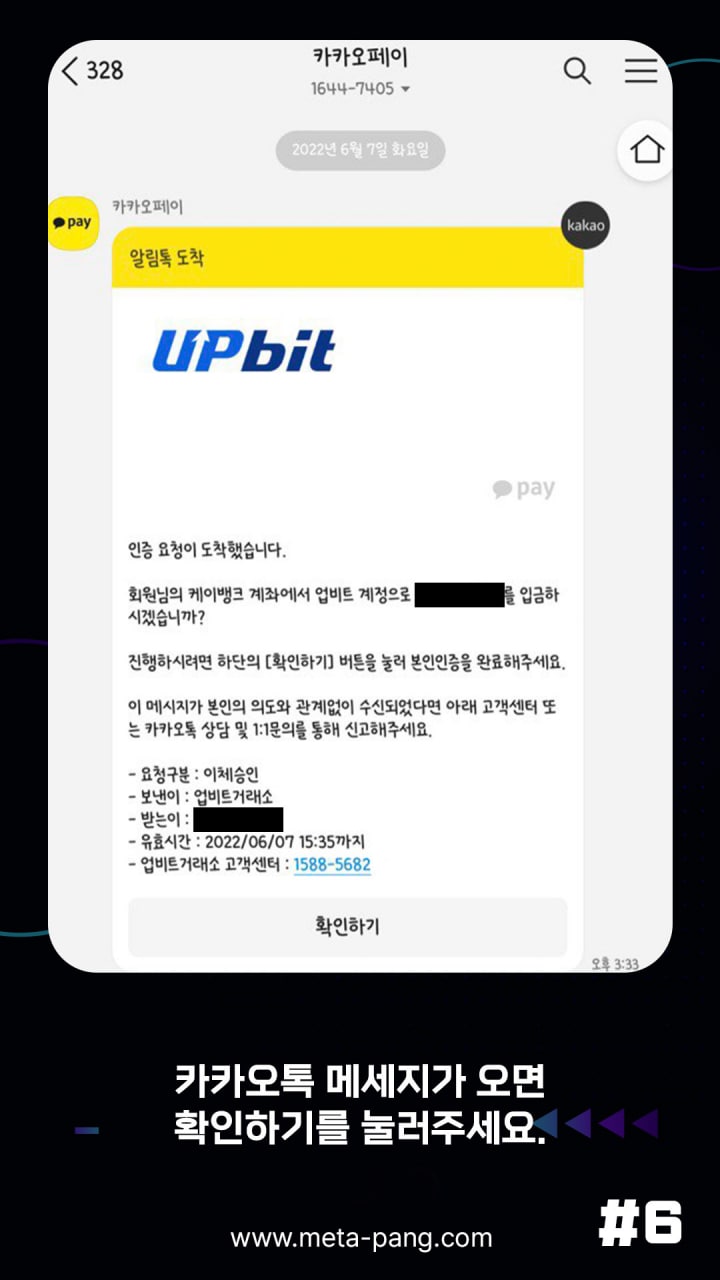 328
카카오페이
1644-7405
2022년 6월 7일 화요일
pay
카카오페이
kakao
알림톡 도착
UPbit
pay
인증 요청이 도착했습니다.
회원님의 케이뱅크 계좌에서 업비트 계정으로 를 입금하
시겠습니까?
진행하시려면 하단의 [확인하기] 버튼을 눌러 본인인증을 완료해주세요.
이 메시지가 본인의 의도와 관계없이 수신되었다면 아래 고객센터 또
는 카카오톡 상담 및 1:1문의를 통해 신고해주세요.
- 요청구분 : 이체승인
- 보낸이 : 업비트거래소
- 받는이 :
- 유효시간 : 2022/06/07 15:35까지
- 업비트거래소 고객센터 : 1588-5682
확인하기
오후 3:33
카카오톡 메세지가 오면
확인하기를 눌러주세요.
#6
www.meta-pang.com